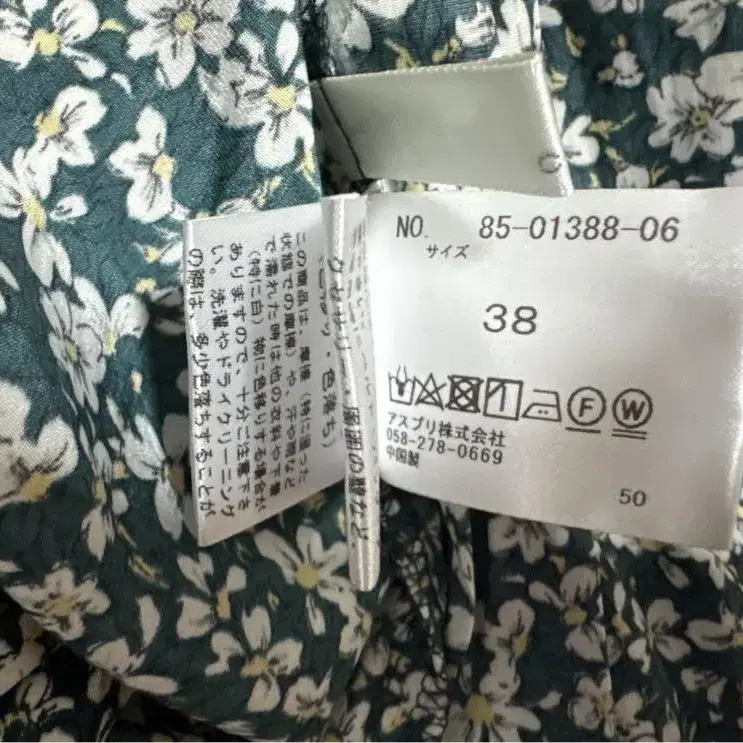 NO. 85-01388-06
サイズ
38
F
W
アスプリ株式会社
058-278-0669
中国製
50
この商品は、摩擦(特に湿った
状態での摩擦)や、汗や雨など
で濡れた時は他の衣料や下着
(特に白)物に色移りする場合が
ありますので、十分ご注意下さ
い。洗濯やドライクリーニング
の際は、多少色落ちすることが